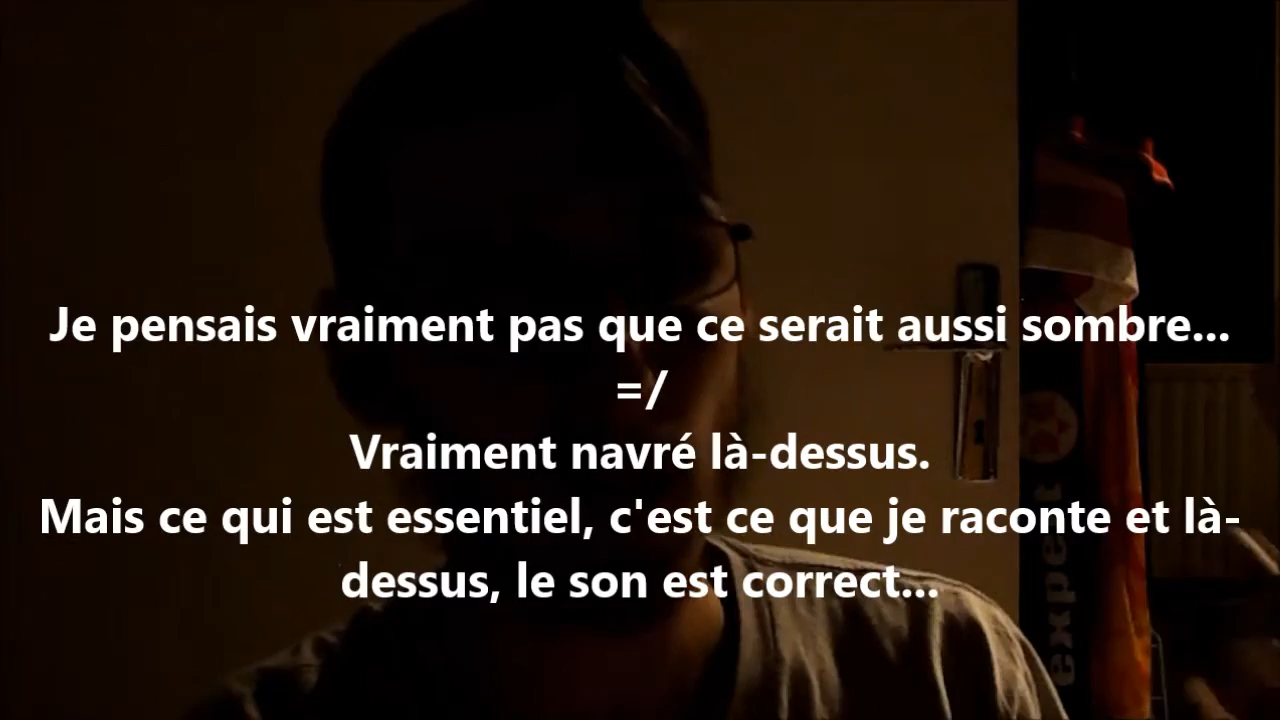 Je pensais vraiment pas que ce serait aussi sombre...
=/
Vraiment navré là-dessus.
Mais ce qui est essentiel, c'est ce que je raconte et là-
dessus, le son est correct...
expert